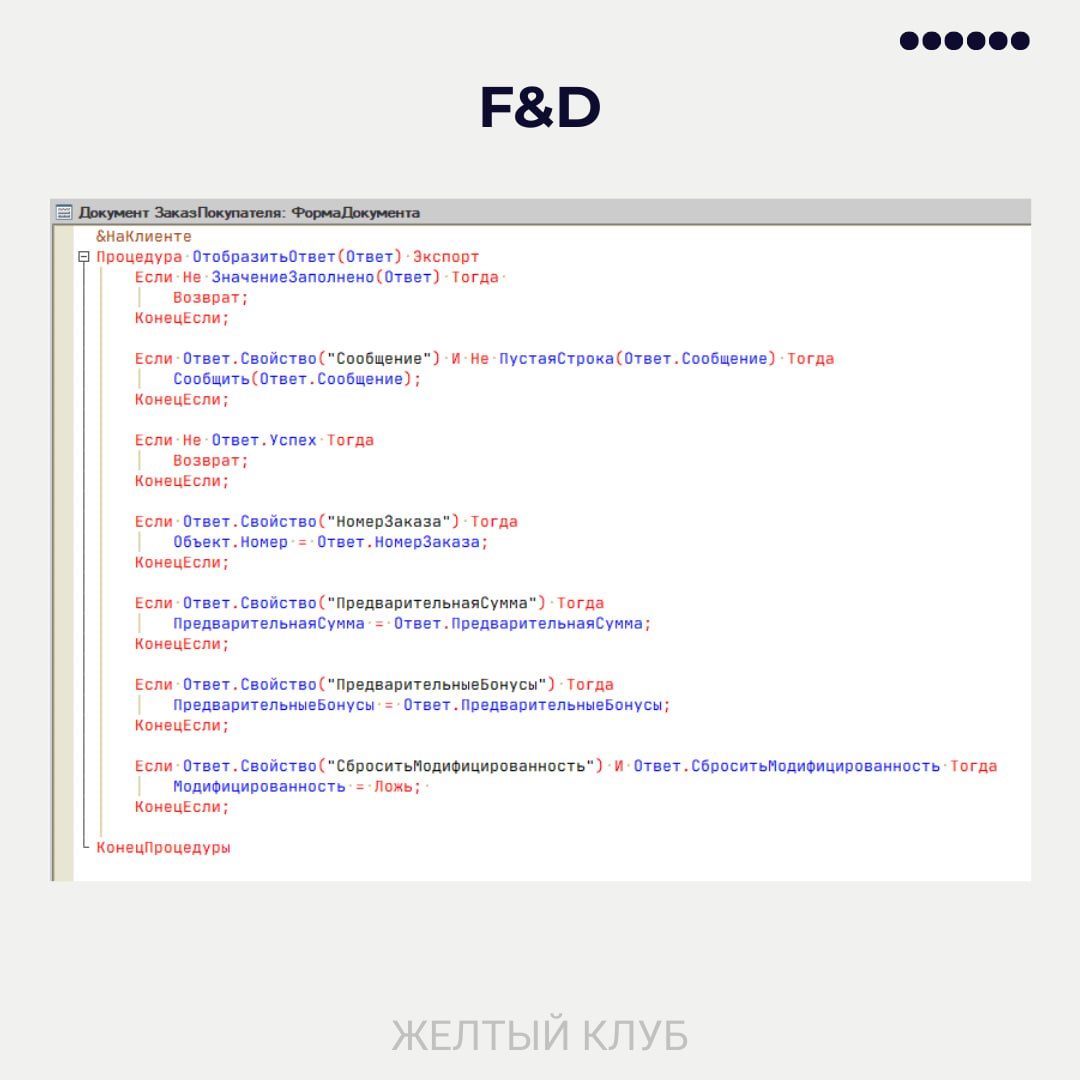 F&D
Документ ЗаказПокупателя: ФормаДокумента
&НаКлиенте
Процедура ОтобразитьОтвет(Ответ) Экспорт
Если Не ЗначениеЗаполнено(Ответ) Тогда
Возврат;
КонецЕсли;
Если Ответ.Свойство("Сообщение") И Не ПустаяСтрока(Ответ.Сообщение) Тогда
Сообщить(Ответ.Сообщение);
КонецЕсли;
Если Не Ответ.Успех Тогда
Возврат;
КонецЕсли;
Если Ответ.Свойство("НомерЗаказа") Тогда
Объект.Номер = Ответ.НомерЗаказа;
КонецЕсли;
Если Ответ.Свойство("ПредварительнаяСумма") Тогда
ПредварительнаяСумма = Ответ.ПредварительнаяСумма;
КонецЕсли;
Если Ответ.Свойство("ПредварительныеБонусы") Тогда
ПредварительныеБонусы = Ответ.ПредварительныеБонусы;
КонецЕсли;
Если Ответ.Свойство("СброситьМодифицированность") И Ответ.СброситьМодифицированность Тогда
Модифицированность = Ложь;
КонецЕсли;
КонецПроцедуры
ЖЕЛТЫЙ КЛУБ